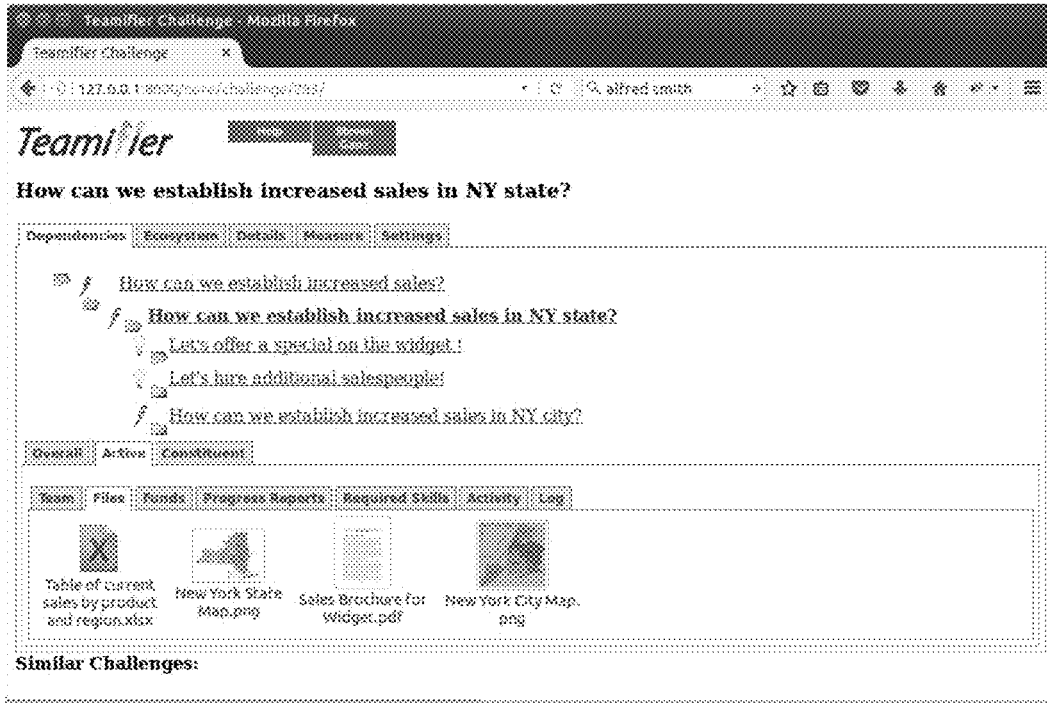 Teamifier Challenge - Mozilla Firefox
Teamifier Challenge ×
127.0.0.1:8000/core/challenge/ alfred smith
Teamifier Help
How can we establish increased sales in NY state?
Dependencies Ecosystem Details Measure Settings
How can we establish increased sales?
How can we establish increased sales in NY state?
Let's offer a special on the widget !
Let's hire additional salespeople!
How can we establish increased sales in NY city?
Overall Active Constituent
Team Files Funds Progress Reports Required Skills Activity Log
X
Table of current
sales by product
and region.xlsx
New York State
Map.png
Sales Brochure for
Widget.pdf
New York City Map.
png
Similar Challenges: